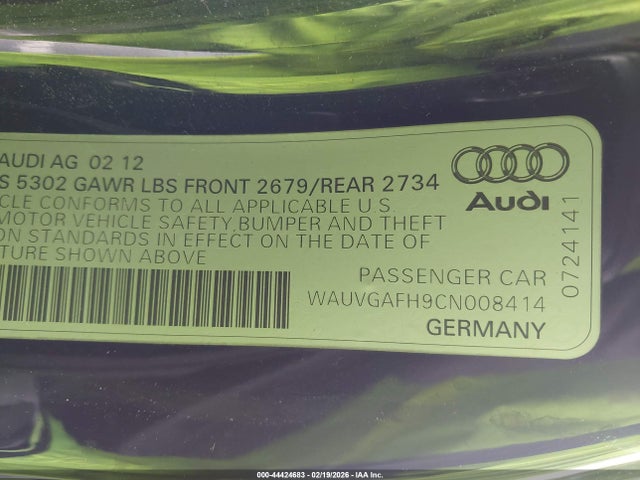 AUDI AG 02 12
S 5302 GAWR LBS FRONT 2679/REAR 2734
CLE CONFORMS TO ALL APPLICABLE U S
MOTOR VEHICLE SAFETY, BUMPER AND THEFT
ON STANDARDS IN EFFECT ON THE DATE OF
TURE SHOWN ABOVE
Audi
0724141
PASSENGER CAR
WAUVGAFH9CN008414
GERMANY
000-44424683 - 02/19/2026 - IAA Inc.